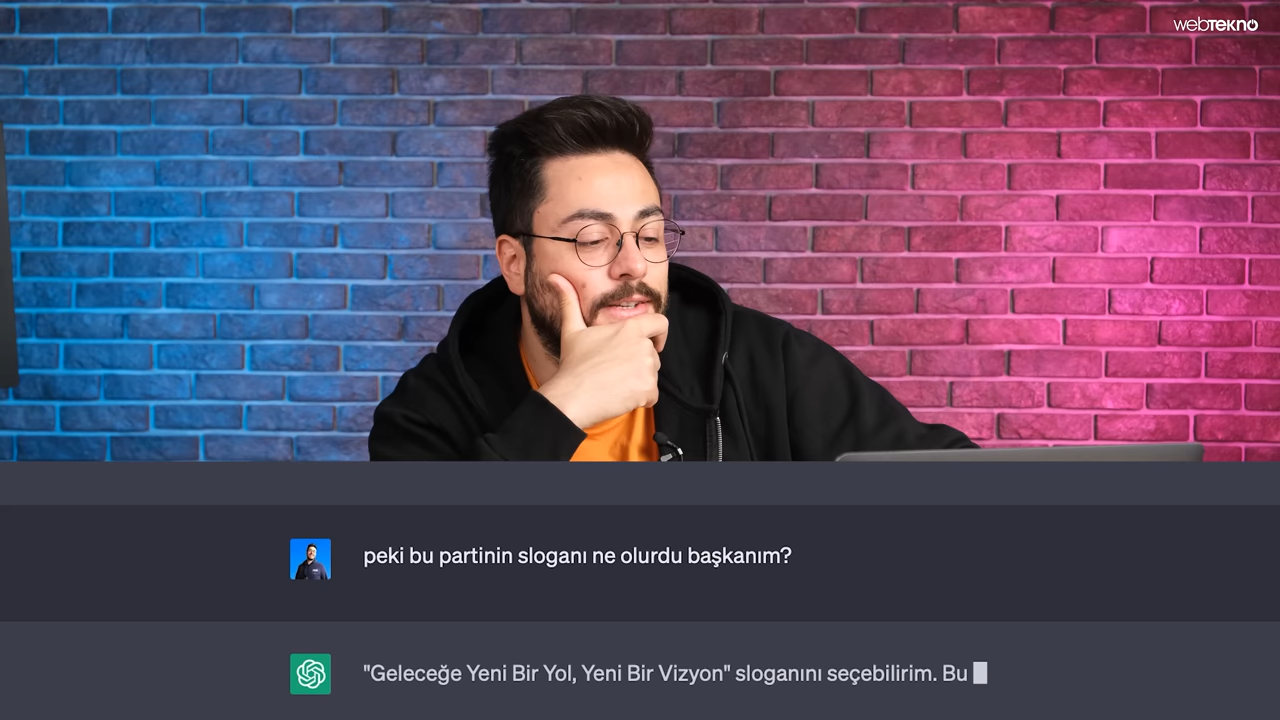 webTEKNO
peki bu partinin sloganı ne olurdu başkanım?
"Geleceğe Yeni Bir Yol, Yeni Bir Vizyon" sloganını seçebilirim. Bu